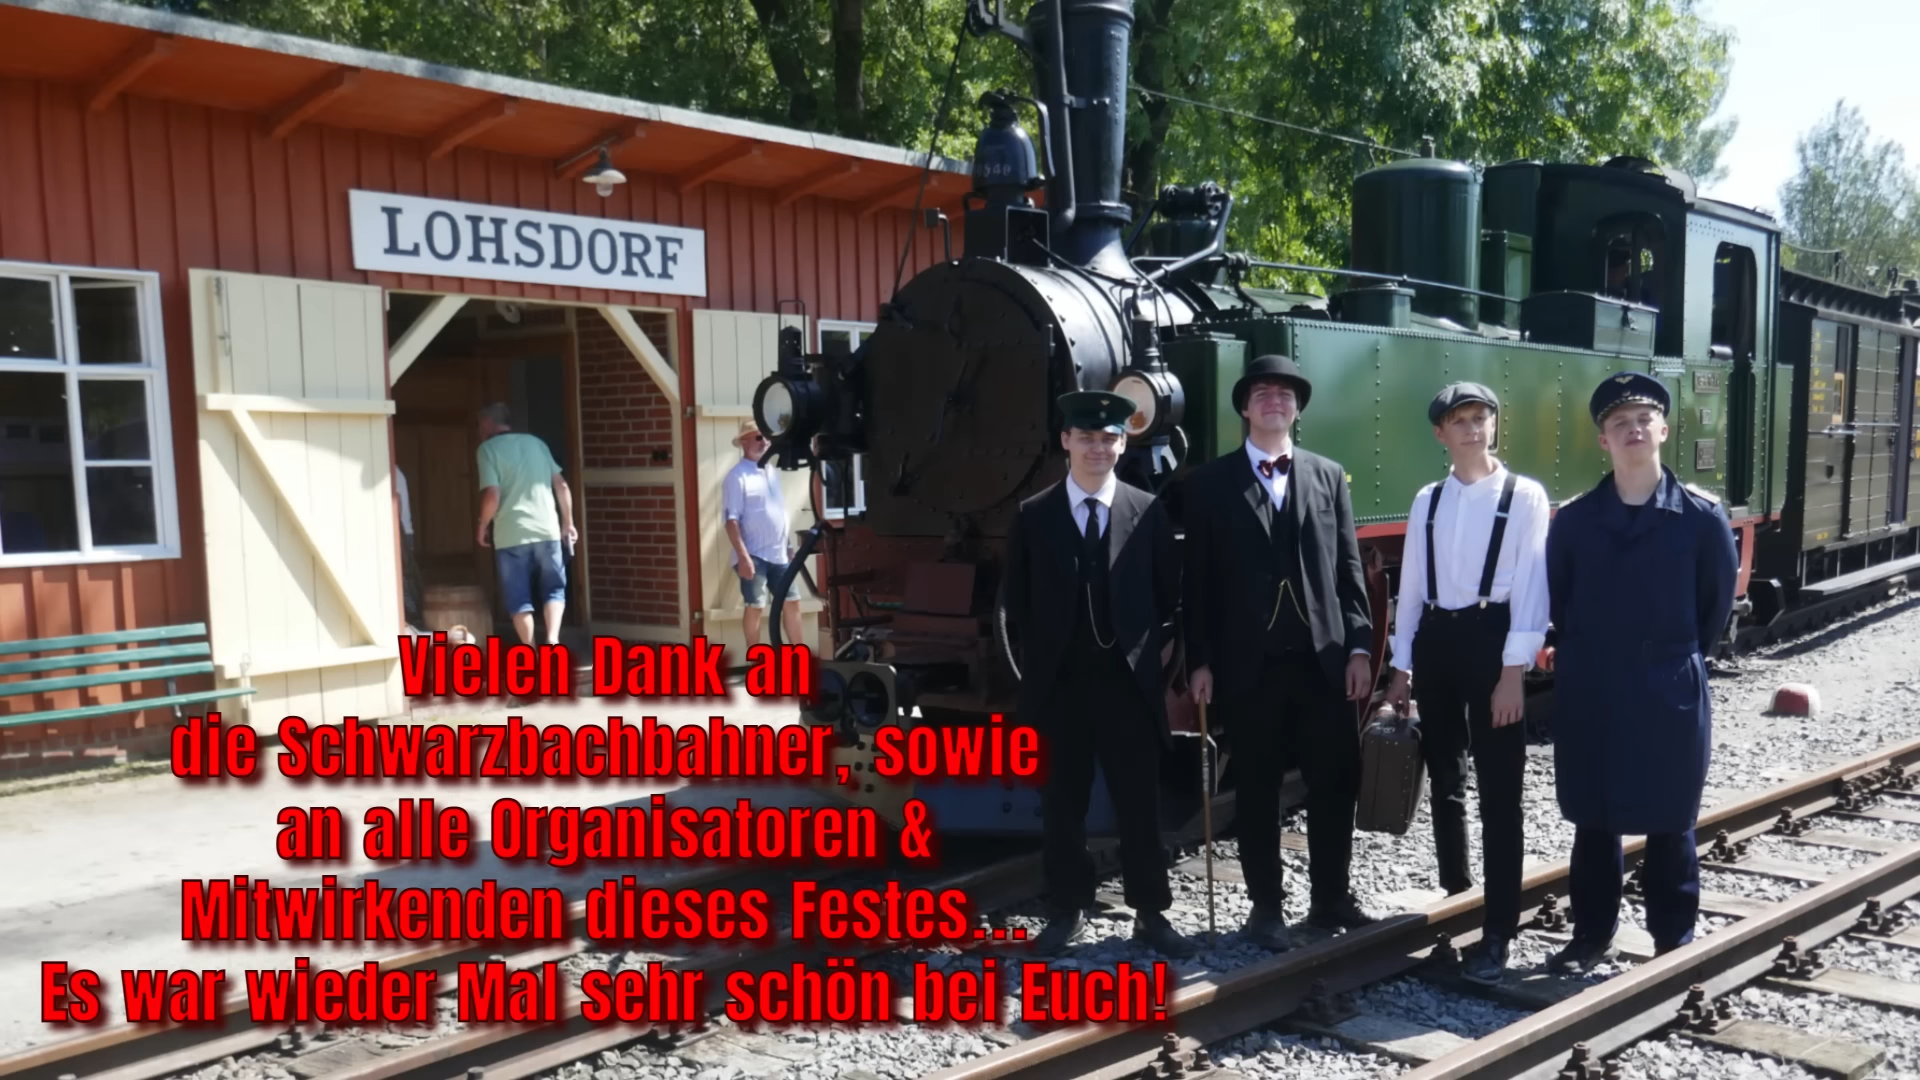 LOHSDORF
Vielen Dank an
die Schwarzbachbahner, sowie
an alle Organisatoren &
Mitwirkenden dieses Festes...
Es war wieder Mal sehr schön bei Euch!